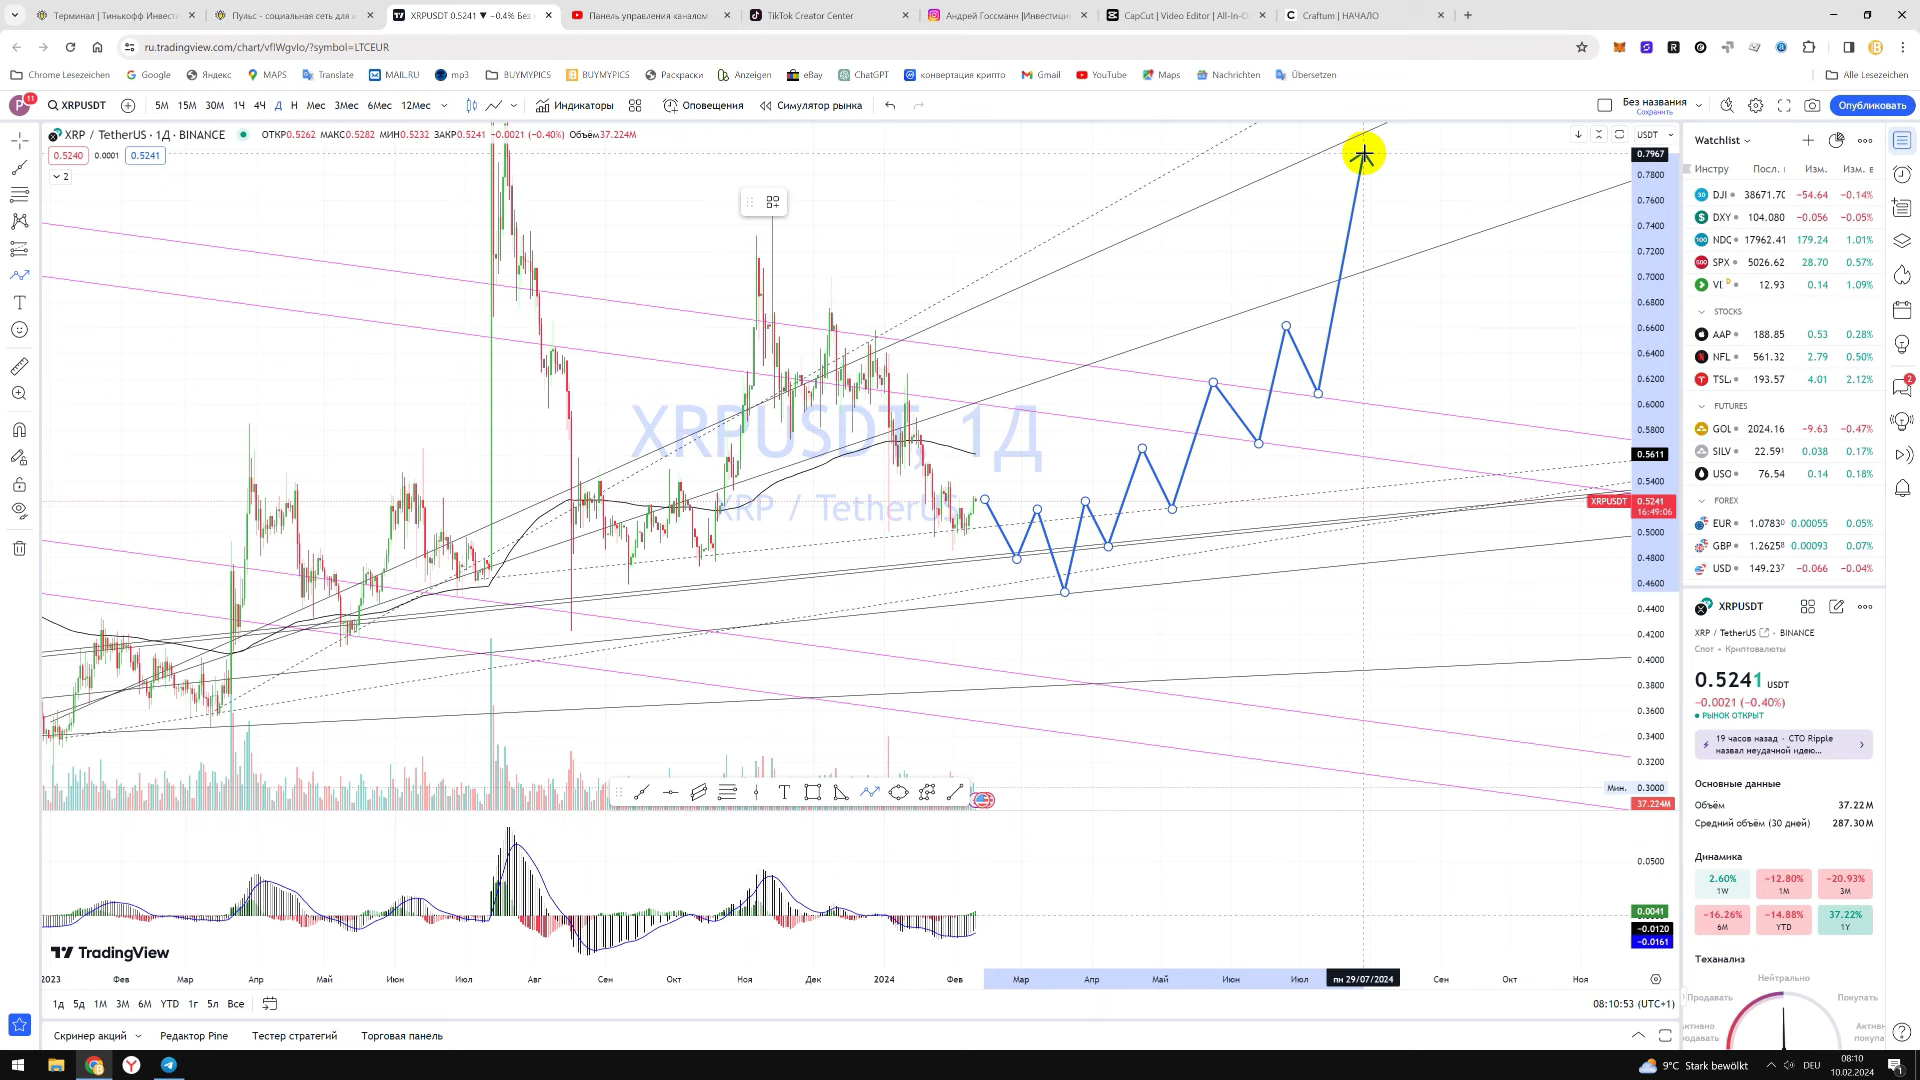 Терминал | Тинькофф Инвест
Пульс - социальная сеть для
XRPUSDT 0.5241 ▼ −0.4% Без
Панель управления каналом
TikTok Creator Center
Андрей Госсманн |Инвестици
CapCut | Video Editor | All-In-O
Craftum | НАЧАЛО
ru.tradingview.com/chart/vfIWgvIo/?symbol=LTCEUR
Chrome Lesezeichen
Google
Яндекс
MAPS
Translate
MAIL.RU
mp3
BUYMYPICS
BUYMYPICS
Раскраски
Anzeigen
eBay
ChatGPT
конвертация крипто
Gmail
YouTube
Maps
Nachrichten
Übersetzen
Alle Lesezeichen
P
11
XRPUSDT
5М 15М 30М 1Ч 4Ч Д Н Мес 3Мес 6Мес 12Мес
Индикаторы
Оповещения
Симулятор рынка
Без названия
Сохранить
Опубликовать
XRP / TetherUS · 1Д · BINANCE
ОТКР0.5262 МАКС0.5282 МИН0.5232 ЗАКР0.5241 −0.0021 (−0.40%) Объём37.224M
0.5240 0.0001 0.5241
2
XRPUSDT, 1Д
XRP / TetherUS
USDT
0.7967
0.7800
0.7600
0.7400
0.7200
0.7000
0.6800
0.6600
0.6400
0.6200
0.6000
0.5800
0.5611
0.5400
XRPUSDT 0.5241
16:49:06
0.5000
0.4800
0.4600
0.4400
0.4200
0.4000
0.3800
0.3600
0.3400
0.3200
Мин. 0.3000
37.224M
0.0500
0.0041
−0.0120
−0.0161
TradingView
2023 Фев Мар Апр Май Июн Июл Авг Сен Окт Ноя Дек 2024 Фев Мар Апр Май Июн Июл пн 29/07/2024 Сен Окт Ноя
1д 5д 1М 3М 6М YTD 1г 5л Все
08:10:53 (UTC+1)
Скринер акций
Редактор Pine
Тестер стратегий
Торговая панель
Watchlist
Инстру Посл. Изм. Изм. в
DJI 38671.70 −54.64 −0.14%
DXY 104.080 −0.056 −0.05%
NDC 17962.41 179.24 1.01%
SPX 5026.62 28.70 0.57%
VI D 12.93 0.14 1.09%
STOCKS
AAP 188.85 0.53 0.28%
NFL 561.32 2.79 0.50%
TSL 193.57 4.01 2.12%
FUTURES
GOL 2024.16 −9.63 −0.47%
SILV 22.591 0.038 0.17%
USO 76.54 0.14 0.18%
FOREX
EUR 1.07830 0.00055 0.05%
GBP 1.26258 0.00093 0.07%
USD 149.237 −0.066 −0.04%
2
XRPUSDT
XRP / TetherUS · BINANCE
Спот • Криптовалюты
0.5241 USDT
−0.0021 (−0.40%)
РЫНОК ОТКРЫТ
19 часов назад · CTO Ripple
назвал неудачной идею...
Основные данные
Объём 37.22M
Средний объём (30 дней) 287.30M
Динамика
2.60% −12.80% −20.93%
1W 1M 3M
−16.26% −14.88% 37.22%
6M YTD 1Y
Теханализ
Нейтрально
Продавать Покупать
9°C Stark bewölkt
DEU
08:10
10.02.2024